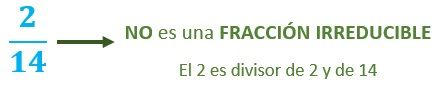 2
14
NO es una FRACCIÓN IRREDUCIBLE
El 2 es divisor de 2 y de 14